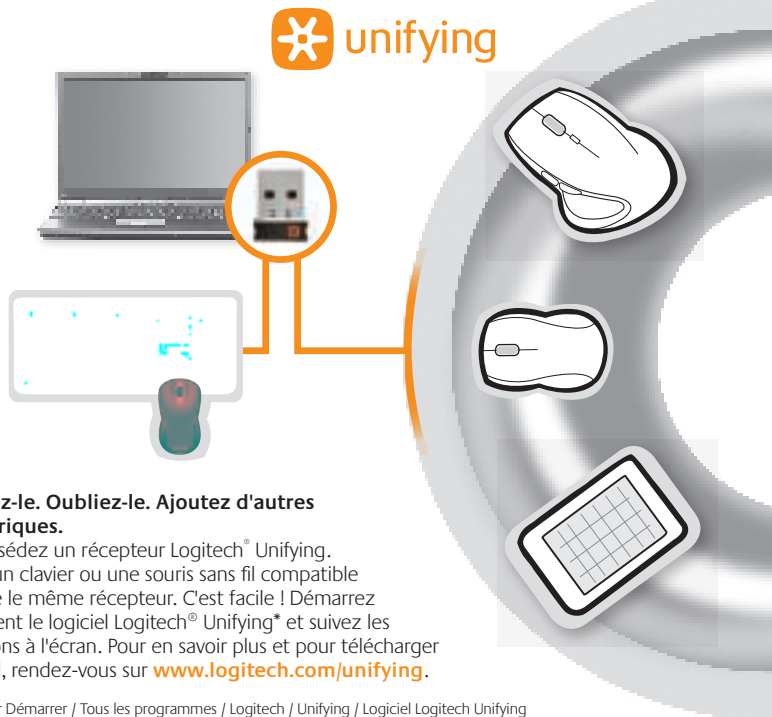 unifying
ez-le. Oubliez-le. Ajoutez d'autres
riques.
sédez un récepteur Logitech® Unifying.
un clavier ou une souris sans fil compatible
e le même récepteur. C'est facile ! Démarrez
ent le logiciel Logitech® Unifying* et suivez les
ons à l'écran. Pour en savoir plus et pour télécharger
l, rendez-vous sur www.logitech.com/unifying.
r Démarrer / Tous les programmes / Logitech / Unifying / Logiciel Logitech Unifying